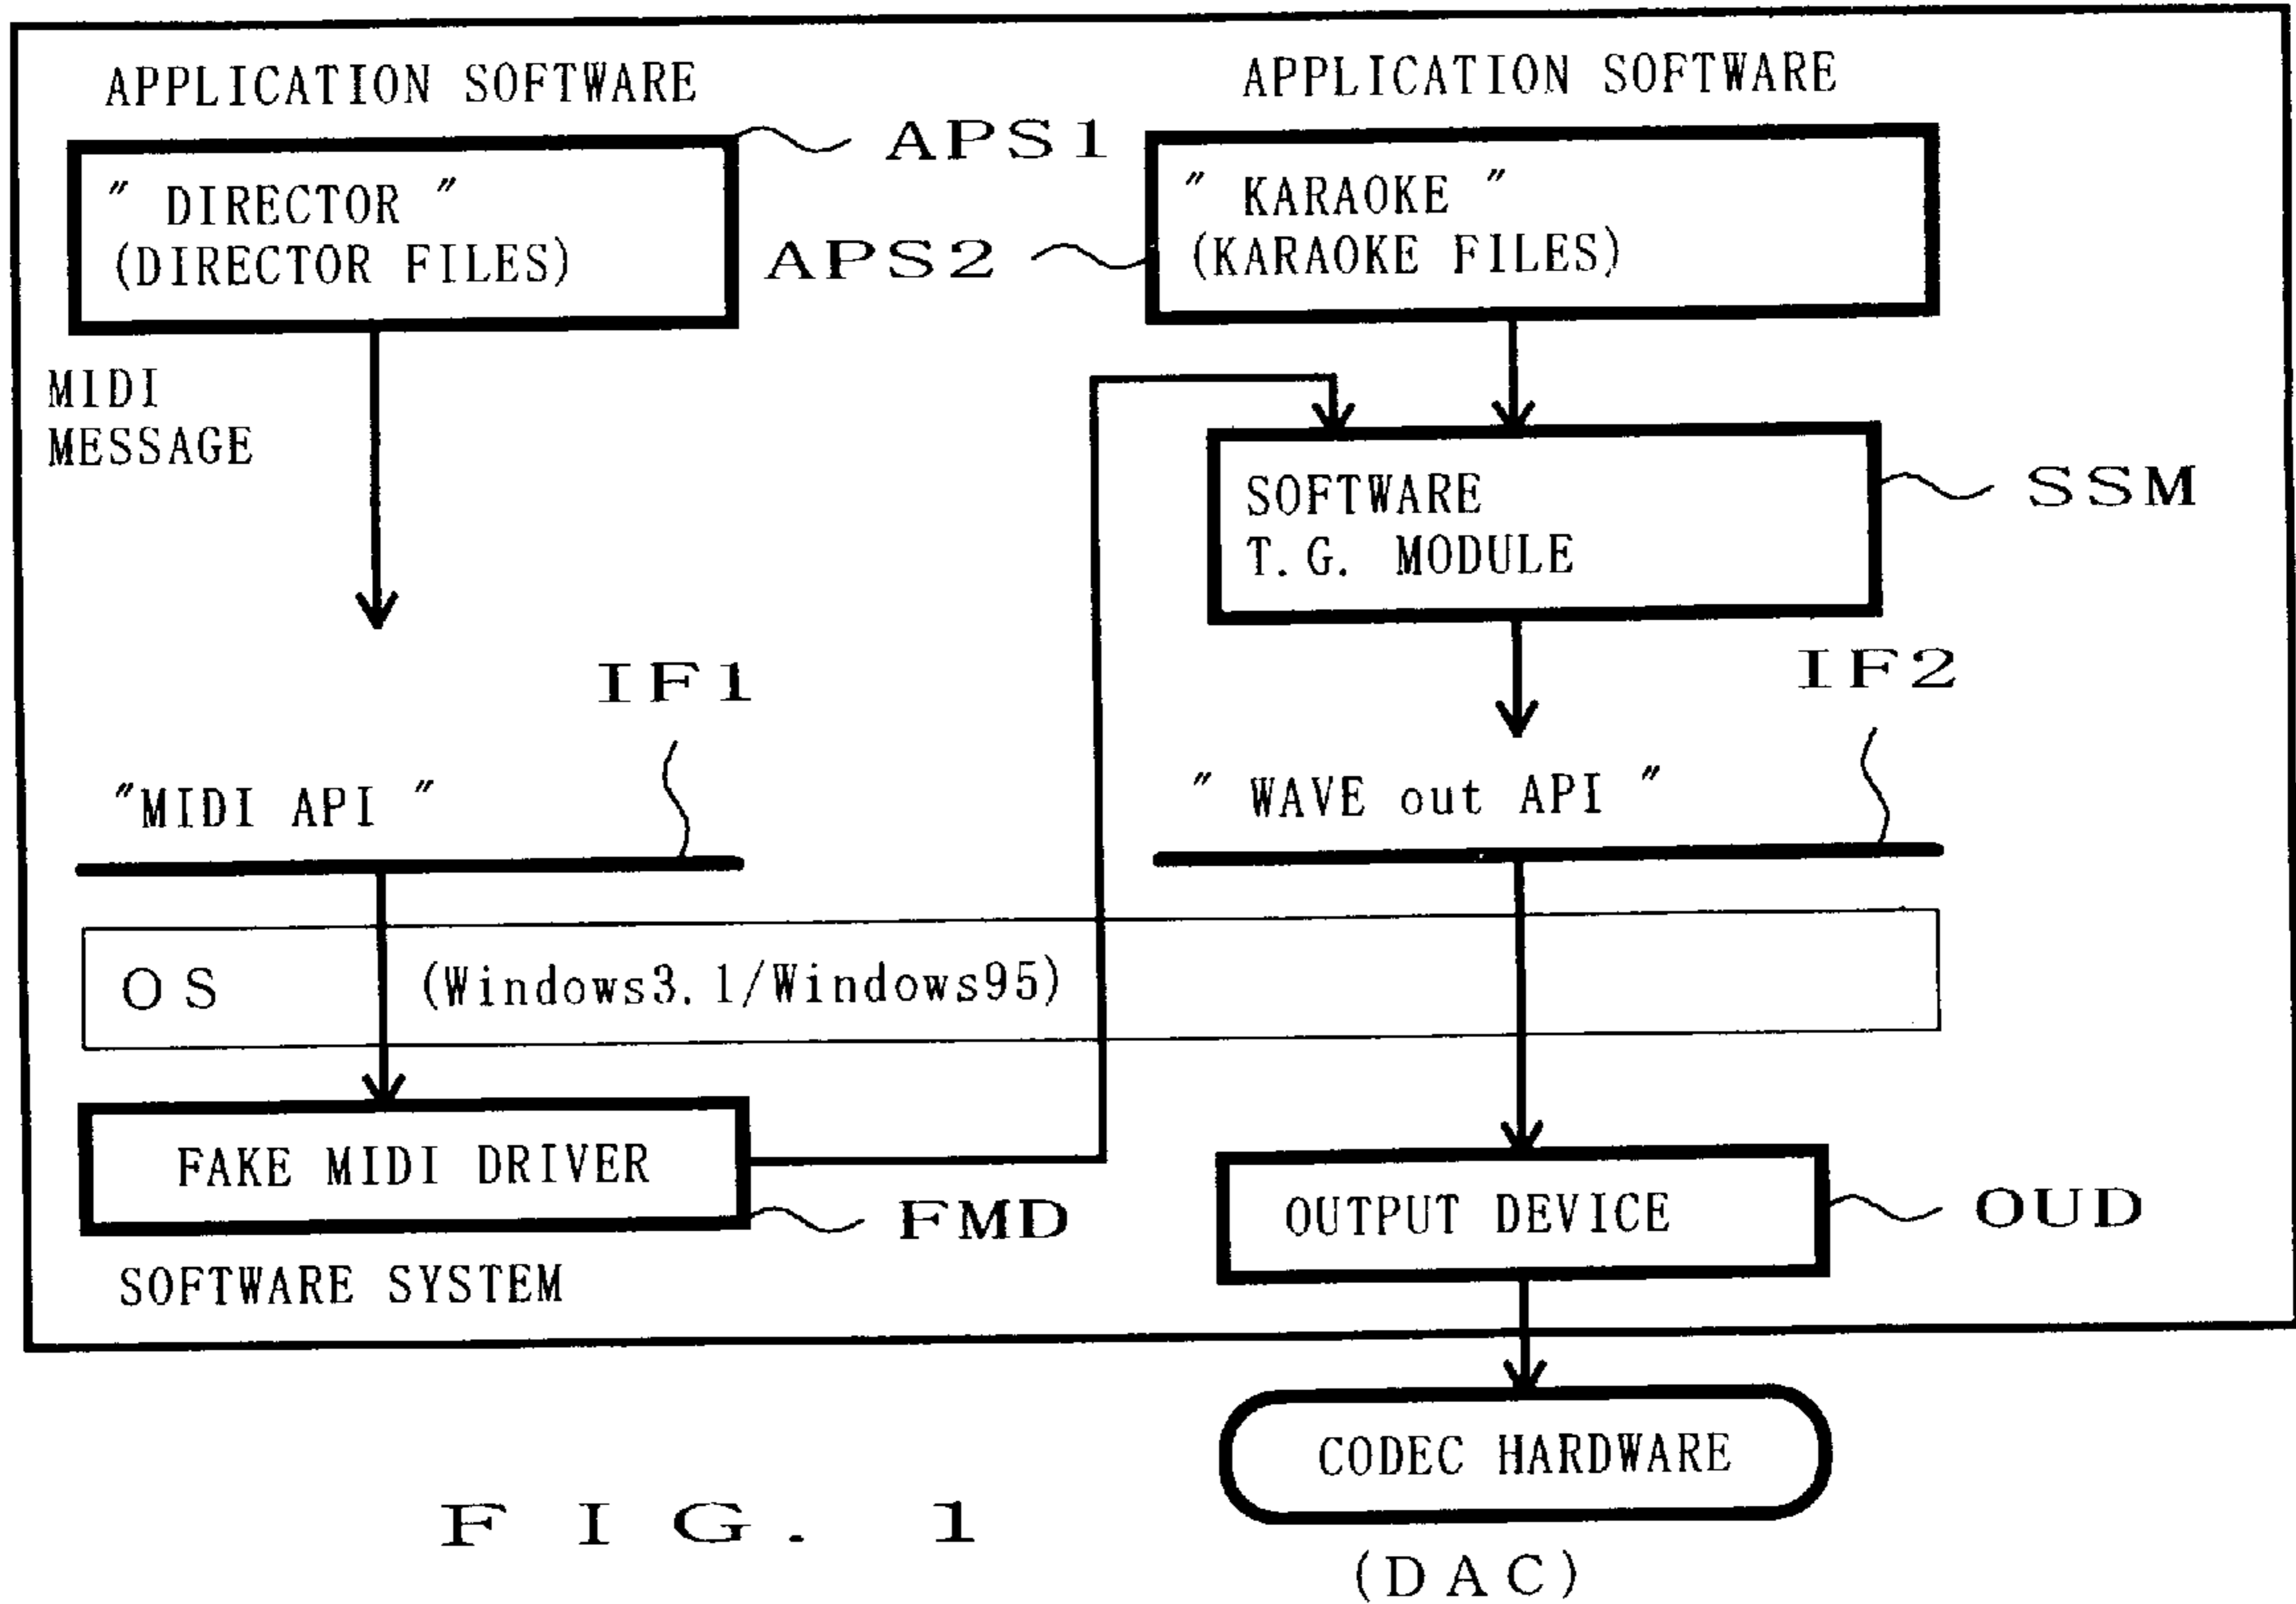 APPLICATION SOFTWARE
APPLICATION SOFTWARE
APS1
" DIRECTOR "
(DIRECTOR FILES)
APS2
" KARAOKE "
(KARAOKE FILES)
MIDI
MESSAGE
SOFTWARE
T.G. MODULE
SSM
IF1
IF2
"MIDI API "
" WAVE out API "
OS
(Windows3.1/Windows95)
FAKE MIDI DRIVER
FMD
OUTPUT DEVICE
OUD
SOFTWARE SYSTEM
CODEC HARDWARE
(DAC)
FIG. 1